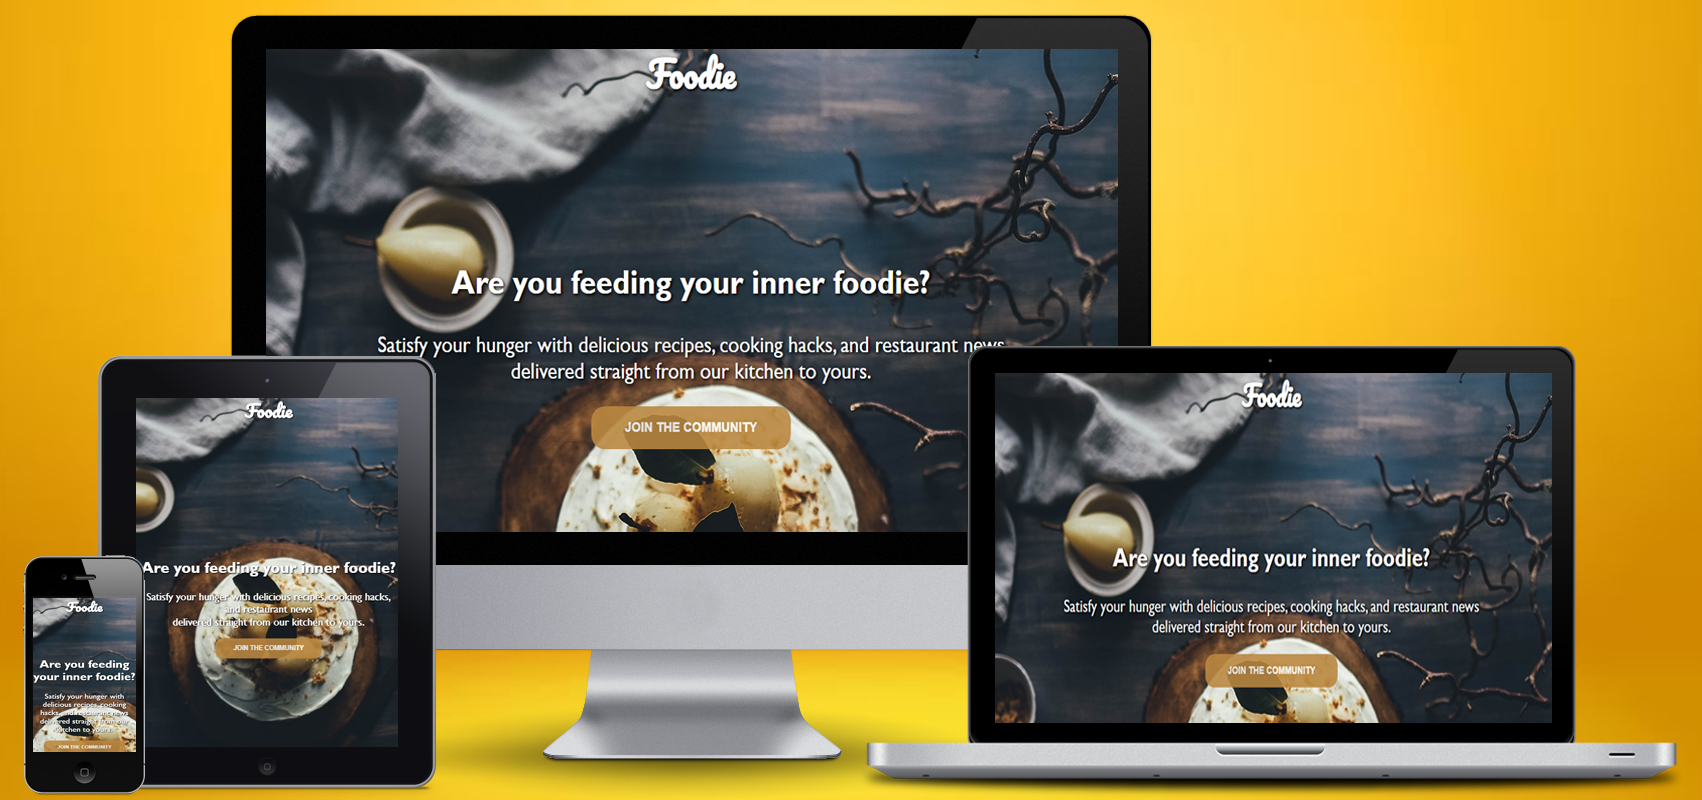 Foodie
Are you feeding your inner foodie?
Satisfy your hunger with delicious recipes, cooking hacks, and restaurant news
delivered straight from our kitchen to yours.
JOIN THE COMMUNITY
Foodie
Are you feeding your inner foodie?
Satisfy your hunger with delicious recipes, cooking hacks,
and restaurant news
delivered straight from our kitchen to yours.
JOIN THE COMMUNITY
Foodie
Are you feeding
your inner foodie?
Satisfy your hunger with
delicious recipes, cooking
hacks, and restaurant news
delivered straight from our
kitchen to yours.
JOIN THE COMMUNITY
Foodie
Are you feeding your inner foodie?
Satisfy your hunger with delicious recipes, cooking hacks, and restaurant news
delivered straight from our kitchen to yours.
JOIN THE COMMUNITY